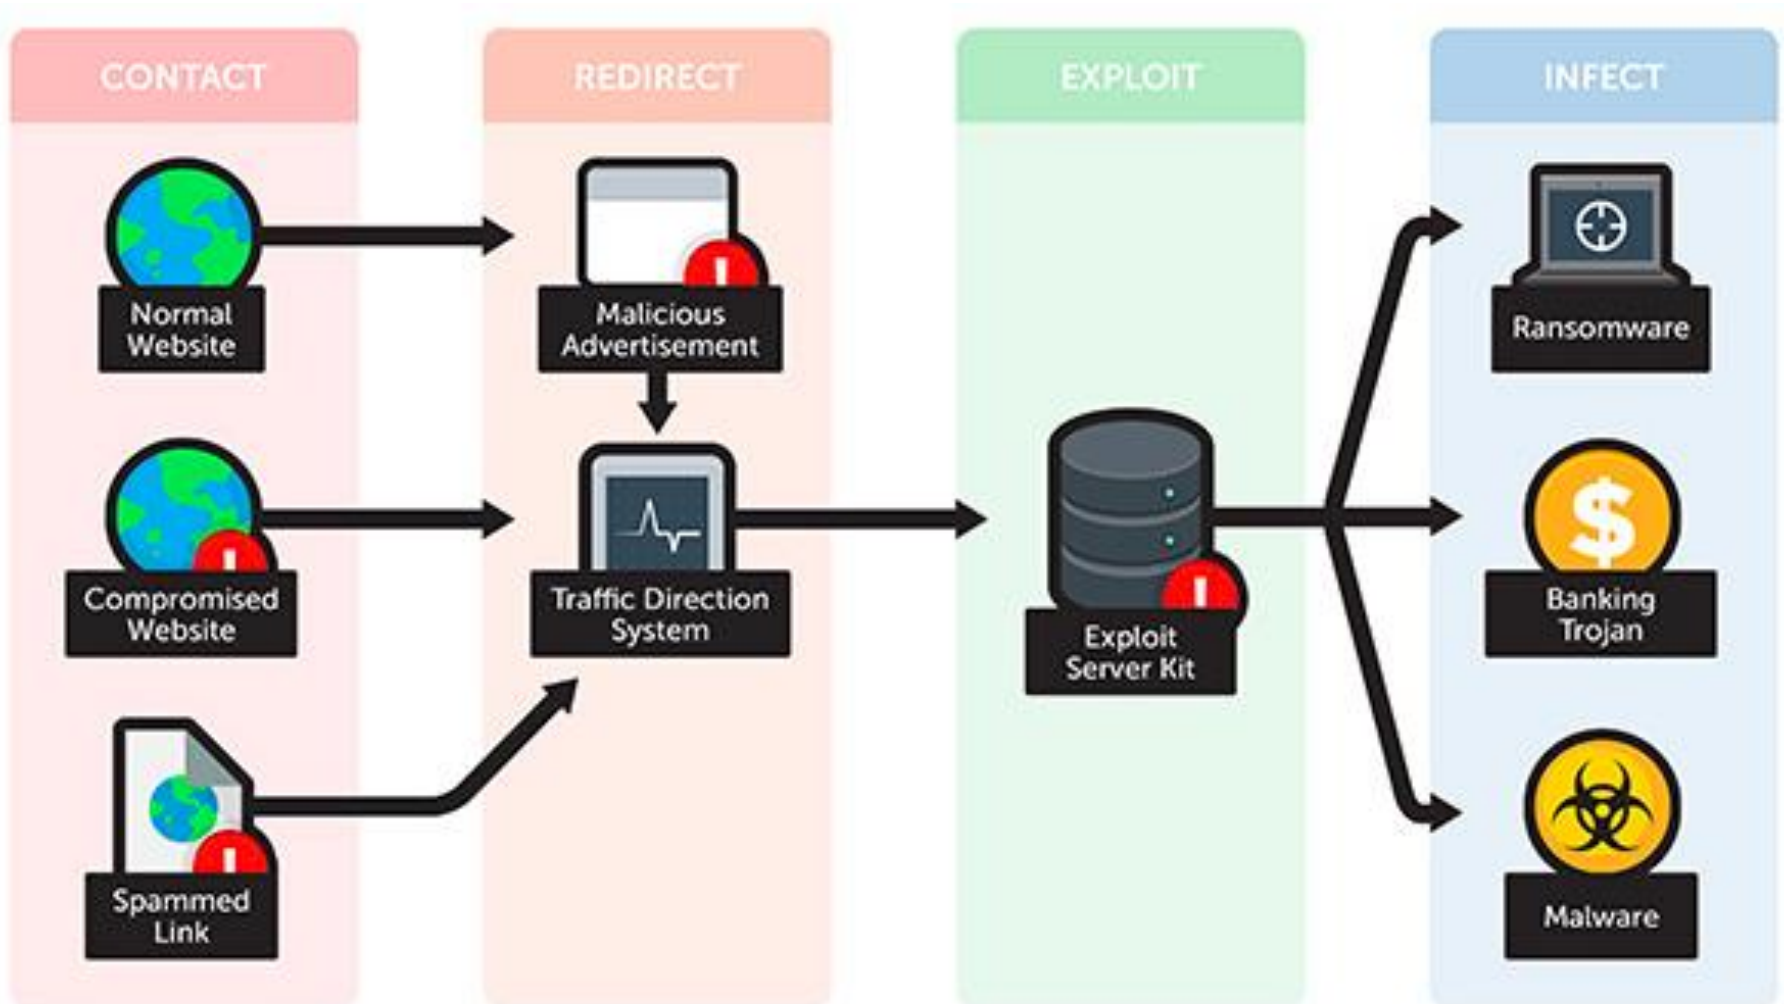 CONTACT
REDIRECT
EXPLOIT
INFECT
Normal
Website
Malicious
Advertisement
Ransomware
Compromised
Website
Traffic Direction
System
Exploit
Server Kit
Banking
Trojan
Spammed
Link
Malware